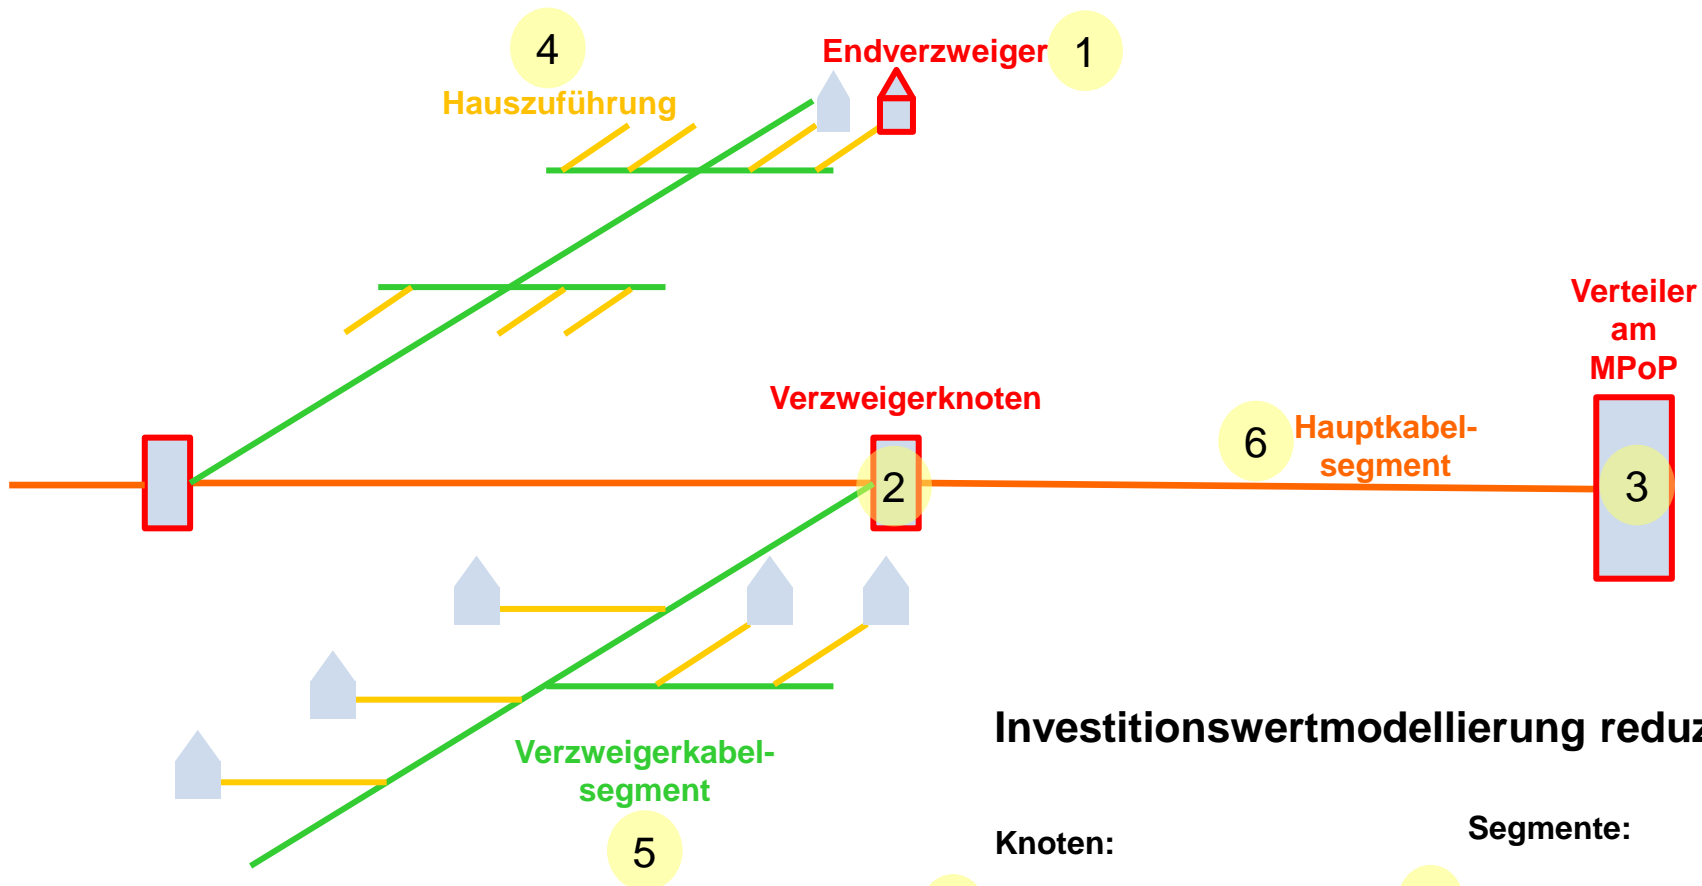 4
Endverzweiger
1
Hauszuführung
Verteiler
am
MPoP
Verzweigerknoten
6
Hauptkabel-
segment
2
3
Investitionswertmodellierung reduz
Verzweigerkabel-
segment
Segmente:
Knoten:
5